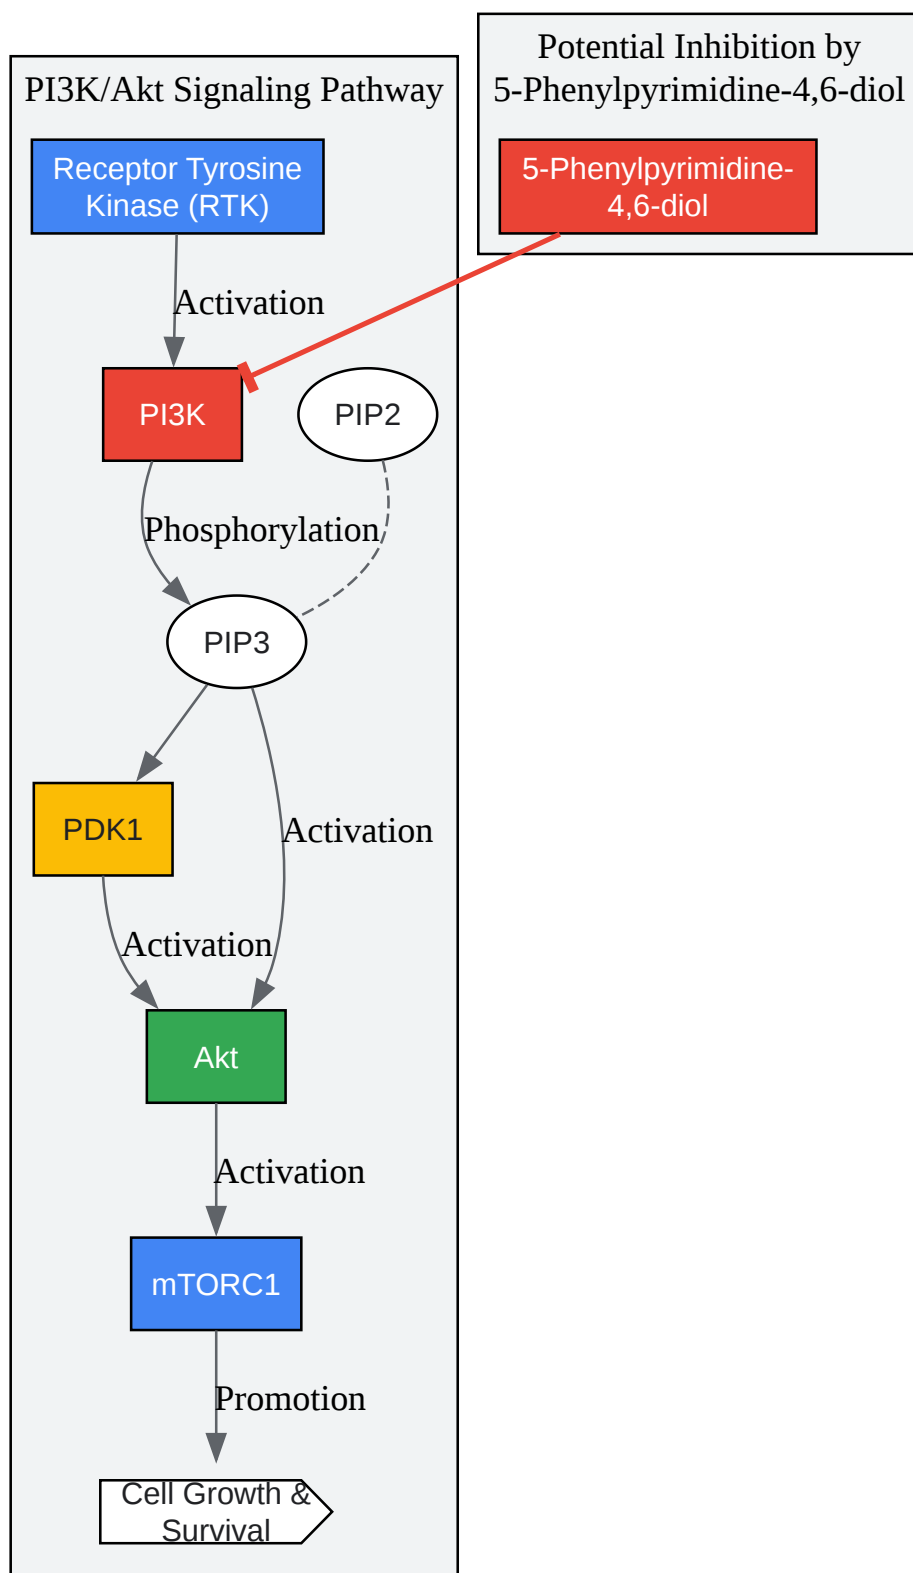 Potential Inhibition by
5-Phenylpyrimidine-4,6-diol
PI3K/Akt Signaling Pathway
Receptor Tyrosine
Kinase (RTK)
5-Phenylpyrimidine-
4,6-diol
Activation
PI3K
PIP2
Phosphorylation
PIP3
PDK1
Activation
Activation
Akt
Activation
mTORC1
Promotion
Cell Growth &
Survival